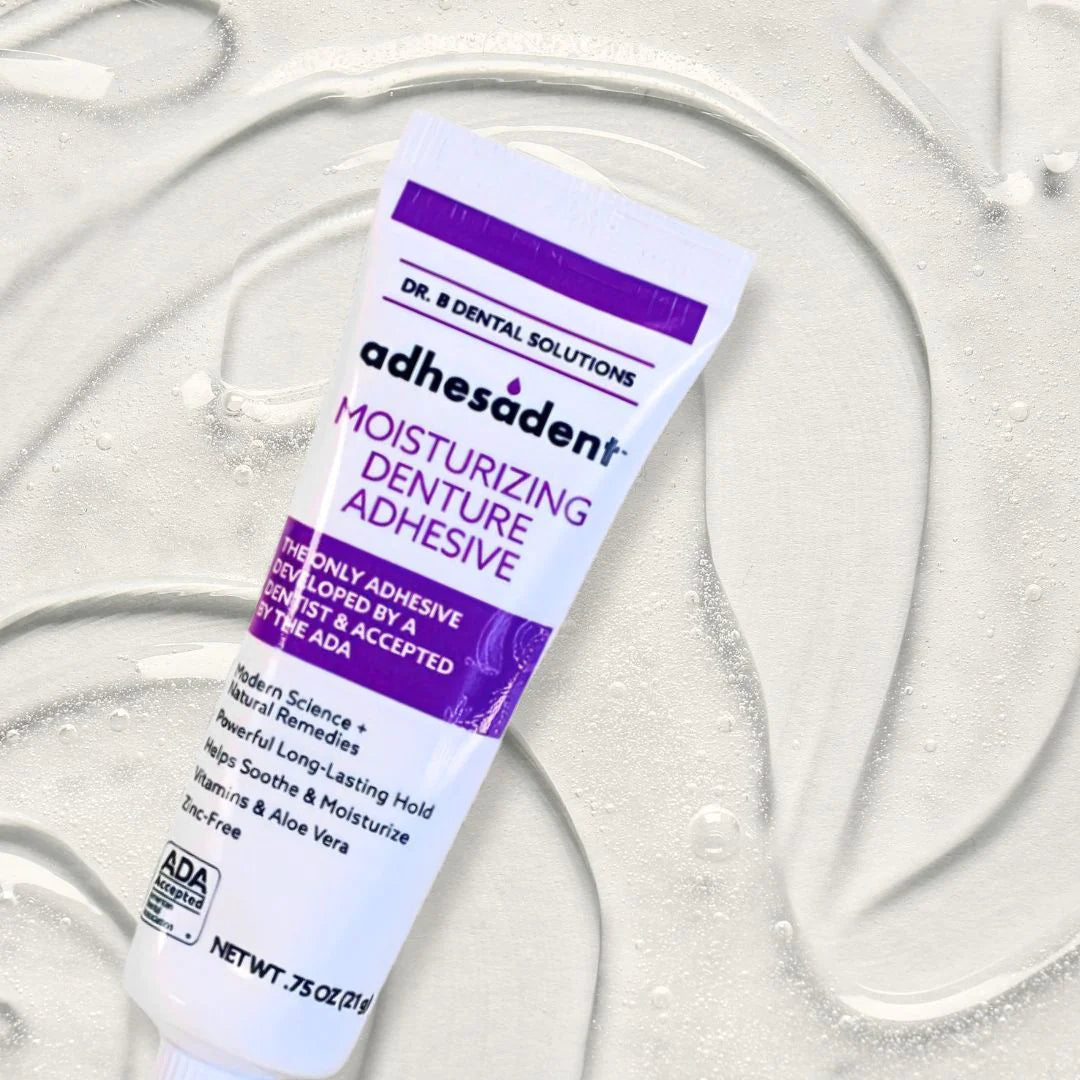 DR. B DENTAL SOLUTIONS
adhesadent™
MOISTURIZING
DENTURE
ADHESIVE
THE ONLY ADHESIVE
DEVELOPED BY A
DENTIST & ACCEPTED
BY THE ADA
Modern Science +
Natural Remedies
Powerful Long-Lasting Hold
Helps Soothe & Moisturize
Vitamins & Aloe Vera
Zinc-Free
ADA
Accepted
NET WT .75 OZ (21 g)